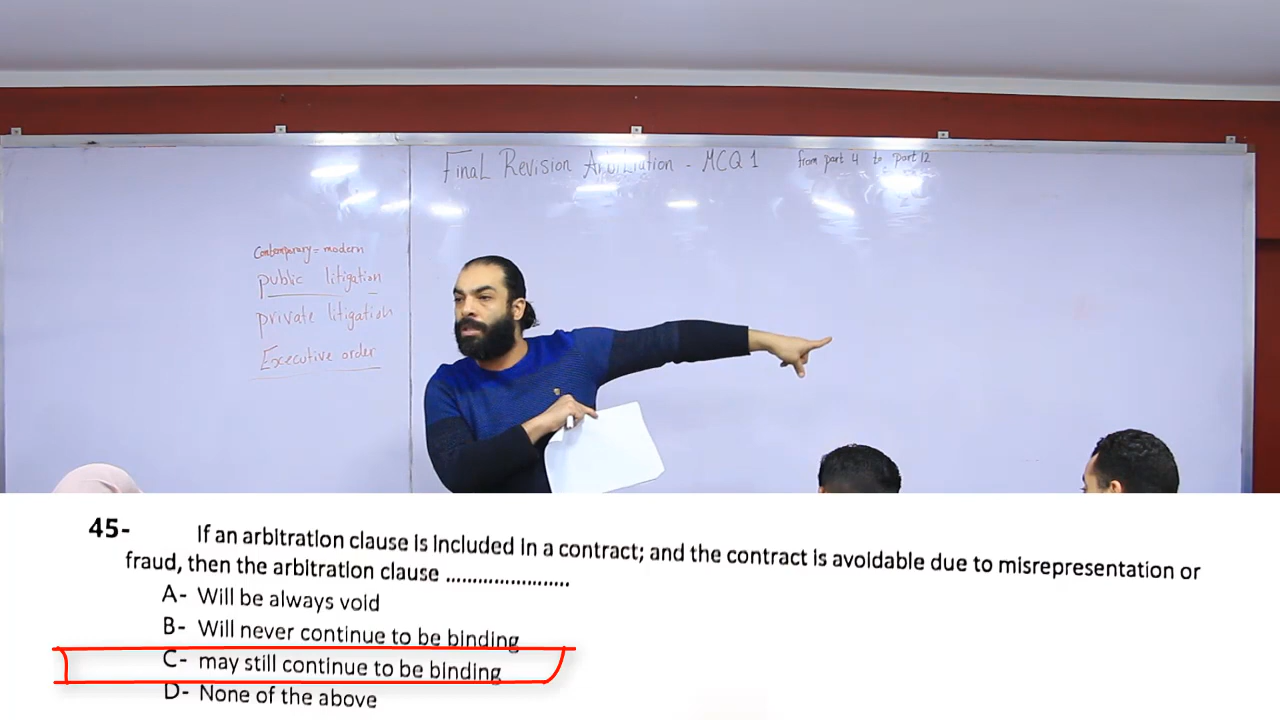 Final Revision Arbitiation - MCQ 1 from part 4 to part 12
Contemporary = modern
public litigation
private litigation
Executive order
45- If an arbitration clause is included in a contract; and the contract is avoidable due to misrepresentation or
fraud, then the arbitration clause ......................
A- Will be always void
B- Will never continue to be binding
C- may still continue to be binding
D- None of the above